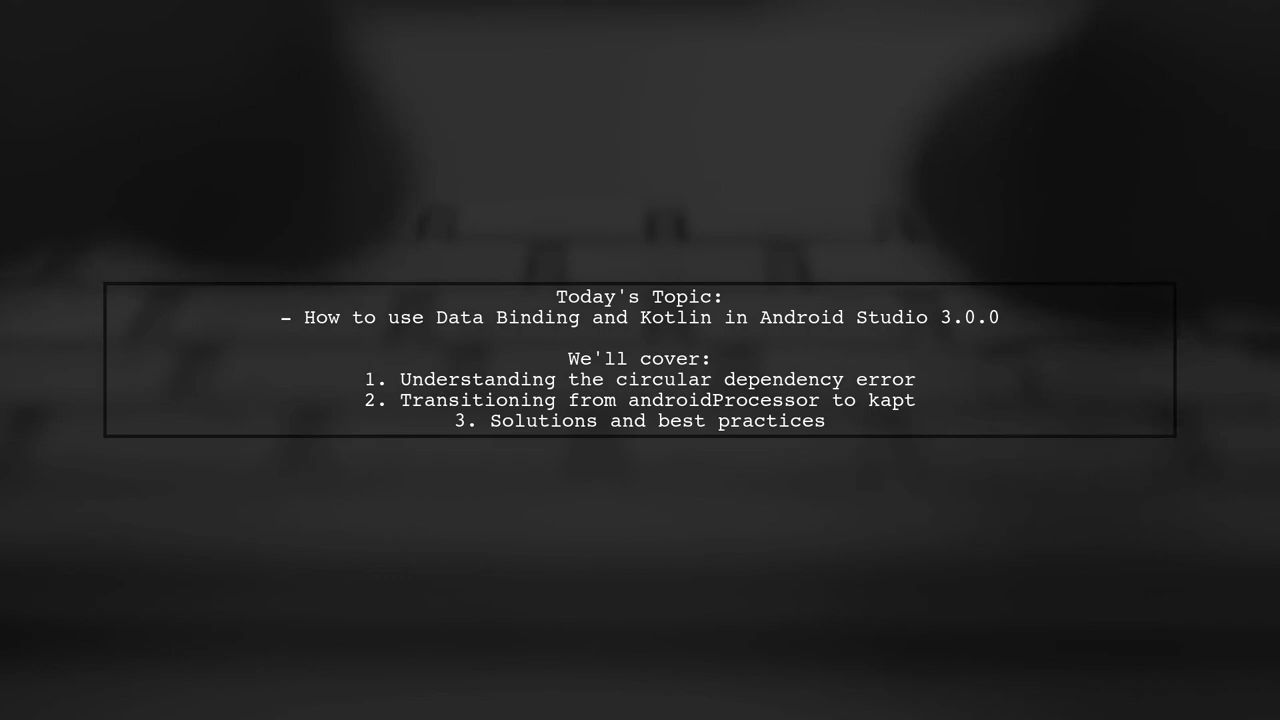 Today's Topic:
- How to use Data Binding and Kotlin in Android Studio 3.0.0
We'll cover:
1. Understanding the circular dependency error
2. Transitioning from androidProcessor to kapt
3. Solutions and best practices